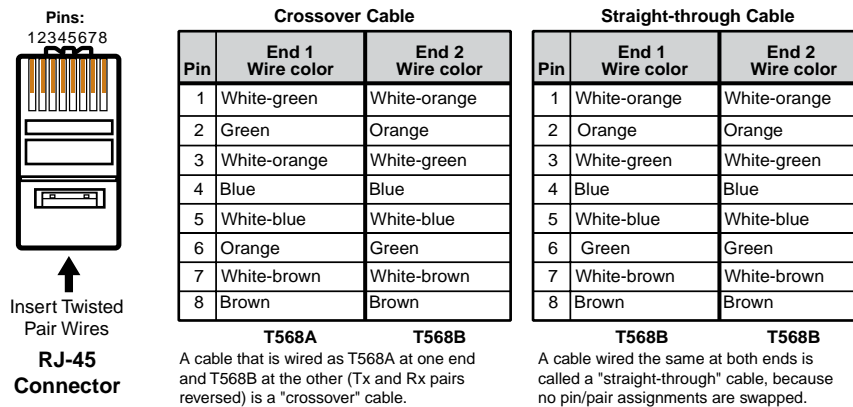 Pins:
12345678
Insert Twisted
Pair Wires
RJ-45
Connector
Crossover Cable
Pin End 1 Wire color End 2 Wire color
1 White-green White-orange
2 Green Orange
3 White-orange White-green
4 Blue Blue
5 White-blue White-blue
6 Orange Green
7 White-brown White-brown
8 Brown Brown
T568A T568B
A cable that is wired as T568A at one end
and T568B at the other (Tx and Rx pairs
reversed) is a "crossover" cable.
Straight-through Cable
Pin End 1 Wire color End 2 Wire color
1 White-orange White-orange
2 Orange Orange
3 White-green White-green
4 Blue Blue
5 White-blue White-blue
6 Green Green
7 White-brown White-brown
8 Brown Brown
T568B T568B
A cable wired the same at both ends is
called a "straight-through" cable, because
no pin/pair assignments are swapped.